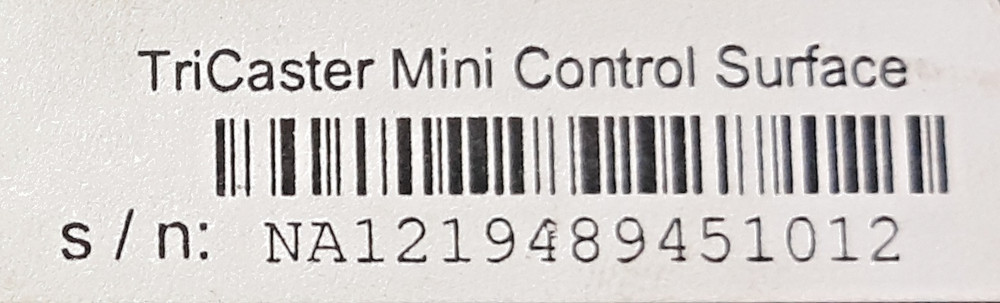 TriCaster Mini Control Surface
s / n: NA1219489451012